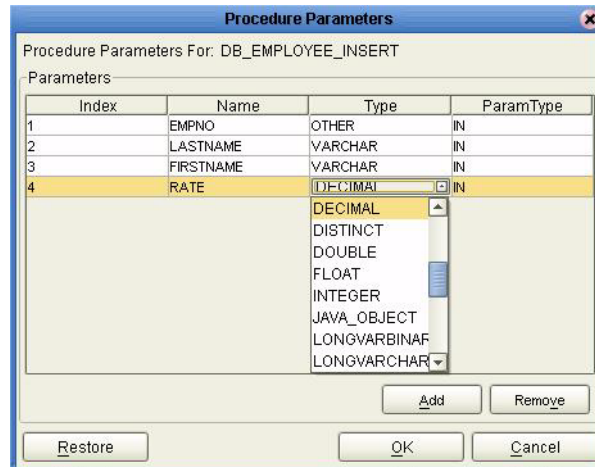 Procedure Parameters
Procedure Parameters For: DB_EMPLOYEE_INSERT
Parameters
Index Name Type ParamType
1 EMPNO OTHER IN
2 LASTNAME VARCHAR IN
3 FIRSTNAME VARCHAR IN
4 RATE DECIMAL IN
DECIMAL
DISTINCT
DOUBLE
FLOAT
INTEGER
JAVA_OBJECT
LONGVARBINAR
LONGVARCHAR
Add Remove
Restore OK Cancel